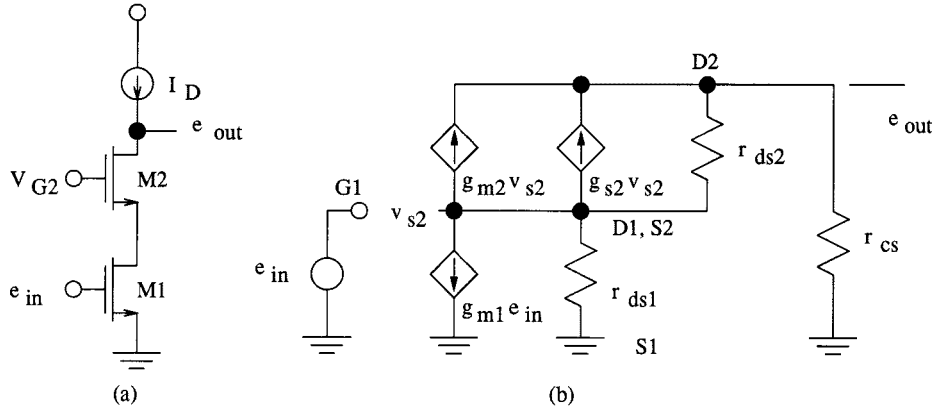 I D
e out
V G2
M2
e in
M1
(a)
D2
e out
r ds2
g m2 v s2
g s2 v s2
G1
v s2
D1, S2
r cs
e in
g m1 e in
r ds1
S1
(b)